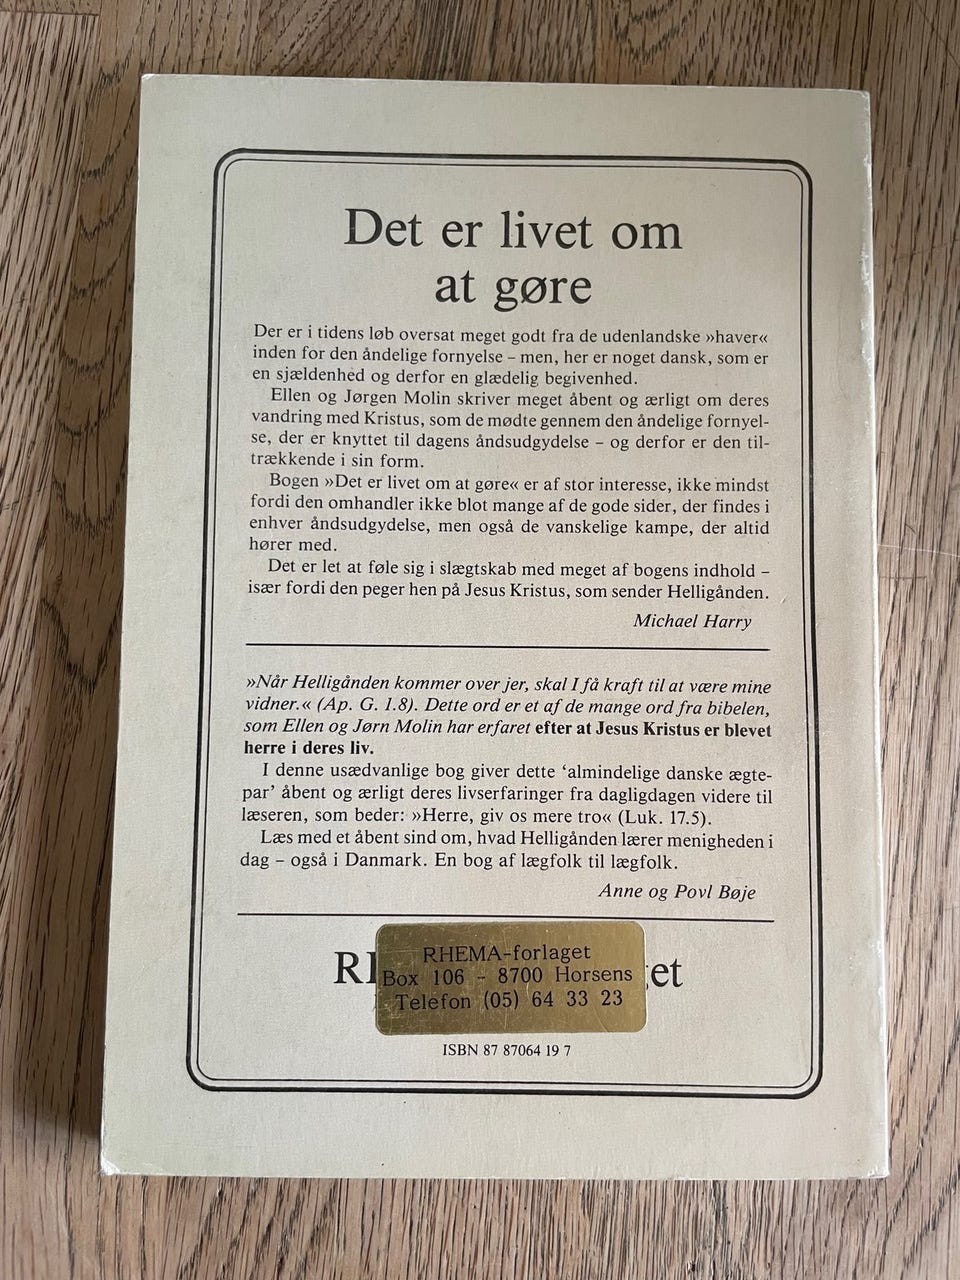 Det er livet om
at gøre
Der er i tidens løb oversat meget godt fra de udenlandske »haver«
inden for den åndelige fornyelse – men, her er noget dansk, som er
en sjældenhed og derfor en glædelig begivenhed.
Ellen og Jørgen Molin skriver meget åbent og ærligt om deres
vandring med Kristus, som de mødte gennem den åndelige fornyel-
se, der er knyttet til dagens åndsudgydelse – og derfor er den til-
trækkende i sin form.
Bogen »Det er livet om at gøre« er af stor interesse, ikke mindst
fordi den omhandler ikke blot mange af de gode sider, der findes i
enhver åndsudgydelse, men også de vanskelige kampe, der altid
hører med.
Det er let at føle sig i slægtskab med meget af bogens indhold –
især fordi den peger hen på Jesus Kristus, som sender Helligånden.
Michael Harry
»Når Helligånden kommer over jer, skal I få kraft til at være mine
vidner.« (Ap. G. 1.8). Dette ord er et af de mange ord fra bibelen,
som Ellen og Jørn Molin har erfaret efter at Jesus Kristus er blevet
herre i deres liv.
I denne usædvanlige bog giver dette ‘almindelige danske ægte-
par’ åbent og ærligt deres livserfaringer fra dagligdagen videre til
læseren, som beder: »Herre, giv os mere tro« (Luk. 17.5).
Læs med et åbent sind om, hvad Helligånden lærer menigheden i
dag – også i Danmark. En bog af lægfolk til lægfolk.
Anne og Povl Bøje
RHEMA-forlaget
Box 106 – 8700 Horsens
Telefon (05) 64 33 23
ISBN 87 87064 19 7